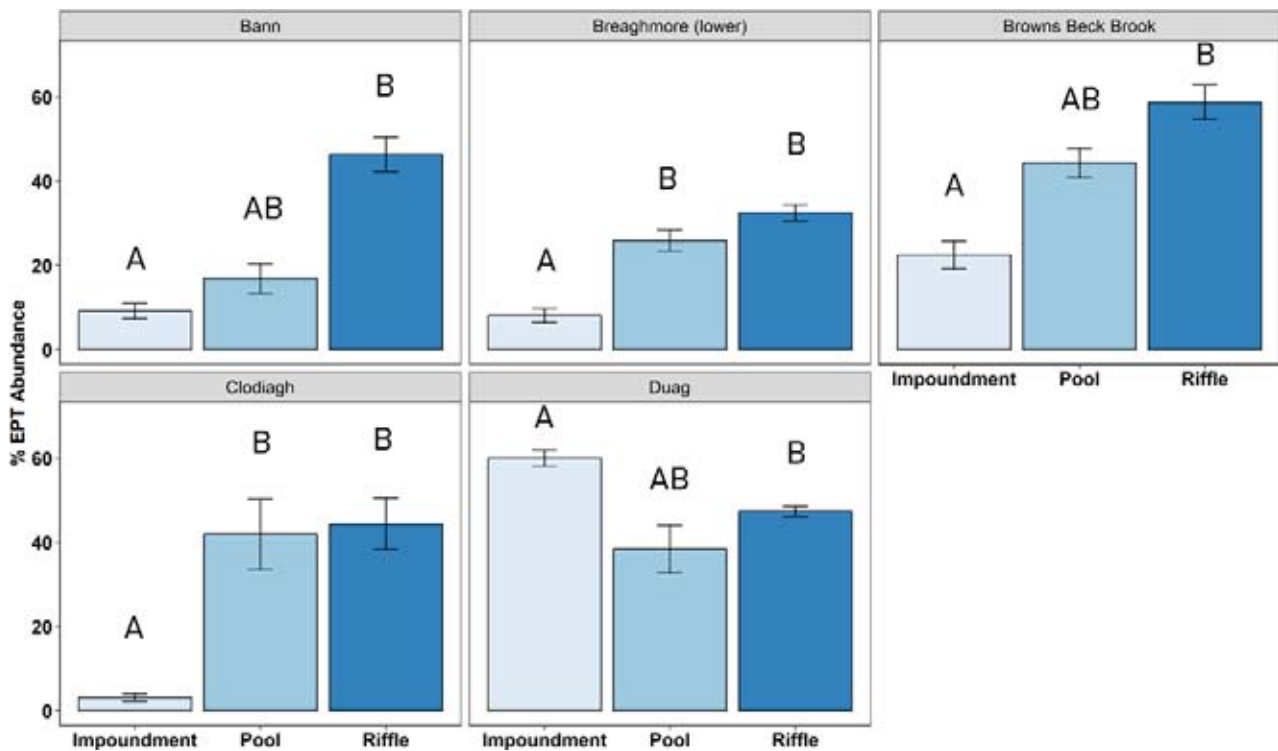 Bann
Breaghmore (lower)
Browns Beck Brook
% EPT Abundance
60
40
20
0
A
AB
B
A
B
B
A
AB
B
Impoundment
Pool
Riffle
Clodiagh
Duag
60
40
20
0
A
B
B
A
AB
B
Impoundment
Pool
Riffle
Impoundment
Pool
Riffle